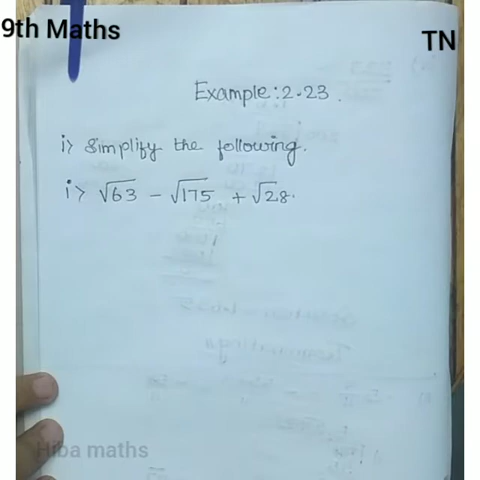 9th Maths
TN
Example: 2.23.
i> Simplify the following.
i> √63 - √175 + √28.
Hiba maths